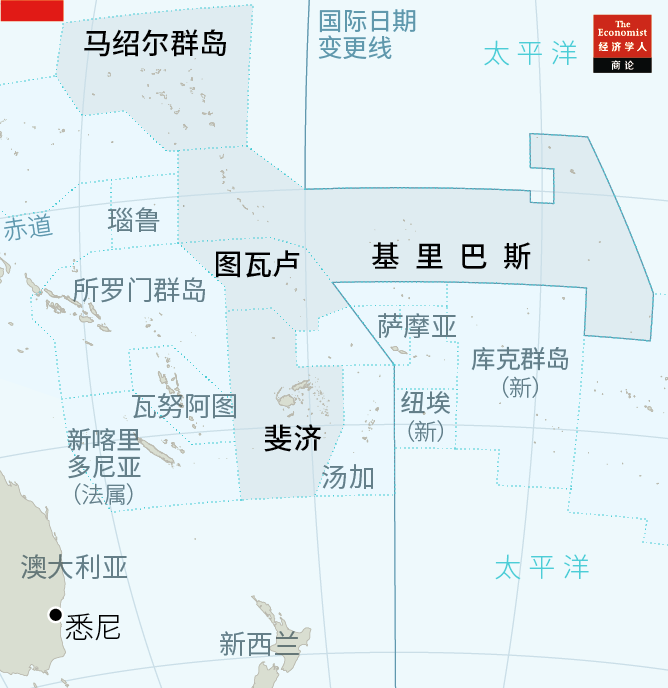 马绍尔群岛
国际日期
变更线
太平洋
The
Economist
经济学人
商论
赤道
瑙鲁
图瓦卢
基里巴斯
所罗门群岛
萨摩亚
库克群岛
（新）
瓦努阿图
纽埃
（新）
斐济
新喀里
多尼亚
（法属）
汤加
澳大利亚
太平洋
悉尼
新西兰